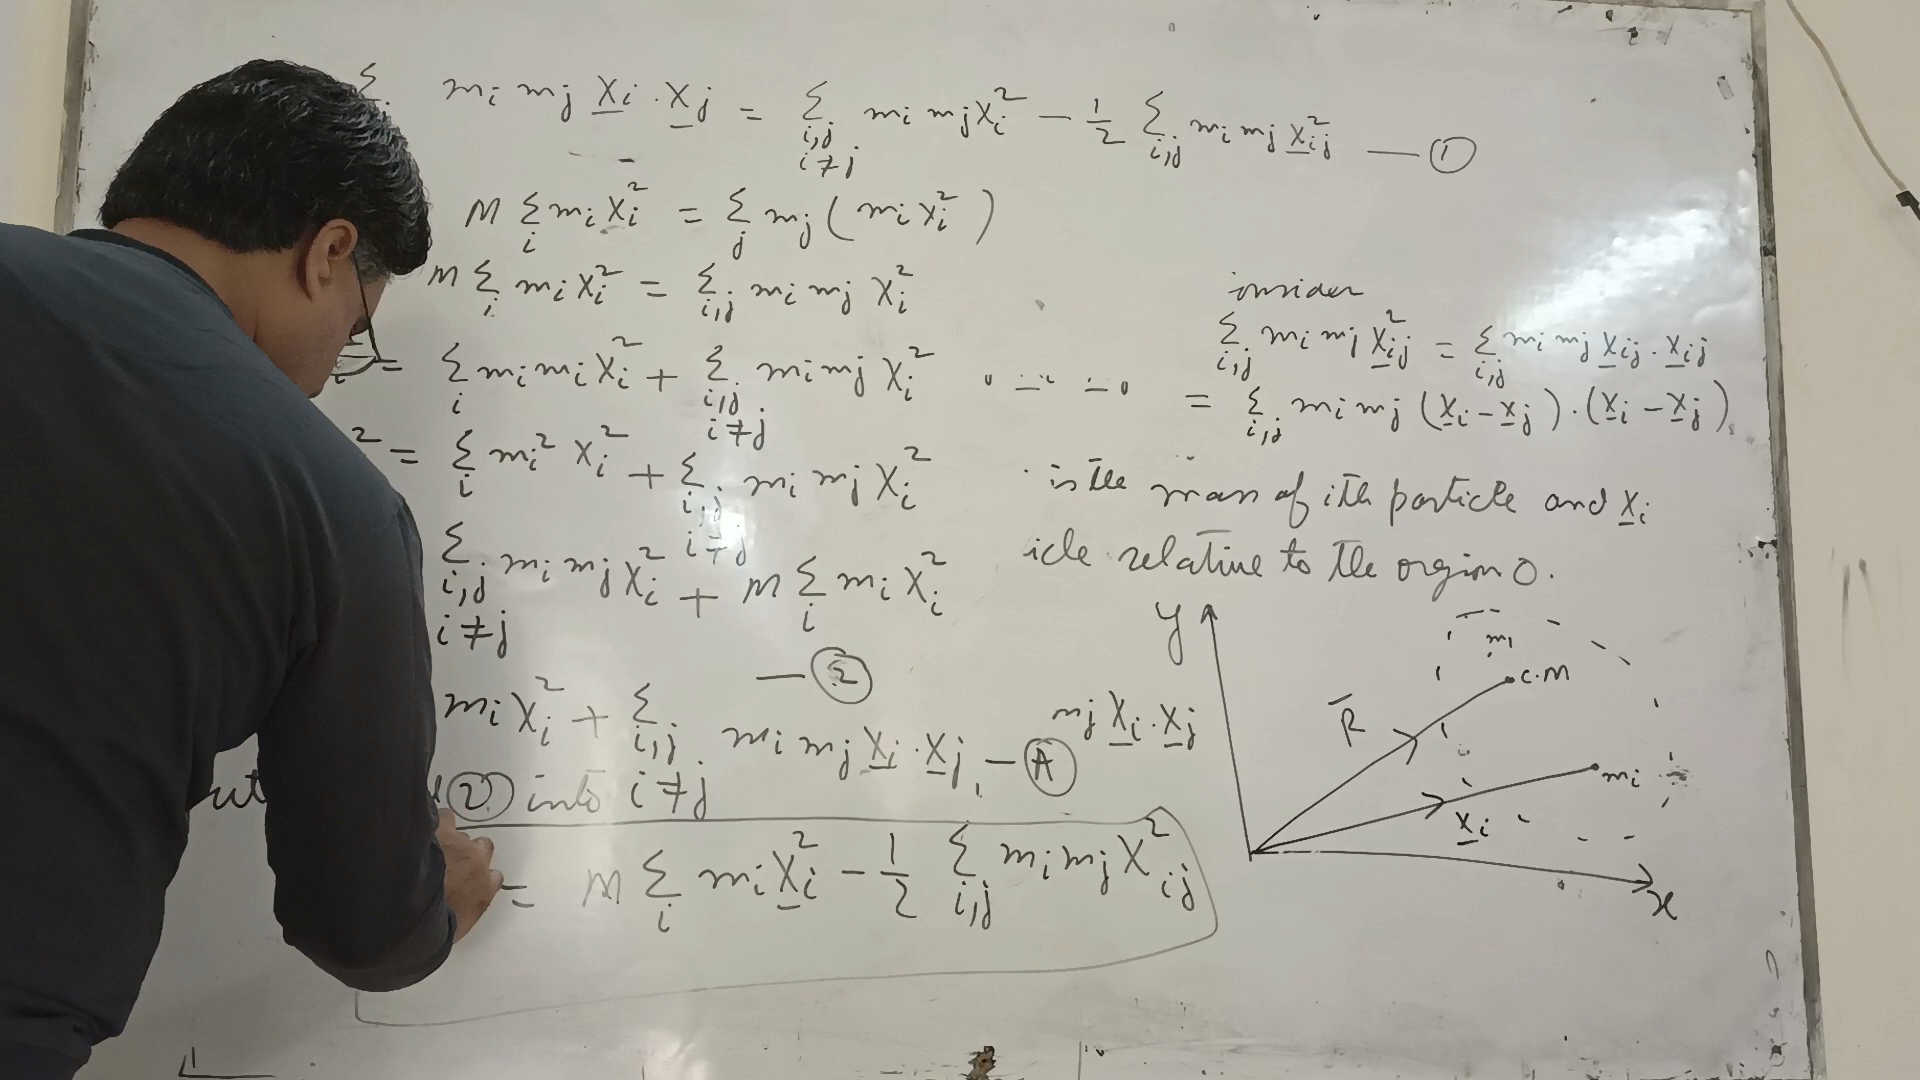 Σ mi mj xi · xj = Σ i,j i≠j mi mj xi² − 1/2 Σ i,j mi mj xij² — ①
M Σ i mi xi² = Σ j mj ( mi xi² )
M Σ i mi xi² = Σ i,j mi mj xi²
= Σ i mi mi xi² + Σ i,j i≠j mi mj xi²
² = Σ i mi² xi² + Σ i,j i≠j mi mj xi²
Σ i,j i≠j mi mj xi² + M Σ i mi xi²
— ②
mi xi² + Σ i,j i≠j mi mj xi · xj — Ⓐ
② into
= M Σ i mi xi² − 1/2 Σ i,j mi mj xij²
onsider
Σ i,j mi mj xij² = Σ i,j mi mj xij · xij
= Σ i,j mi mj (xi − xj) · (xi − xj)
is the mass of ith particle and xi
icle relative to the orgion O.
mj xi · xj
y
m1
C.M
R
mi
xi
x